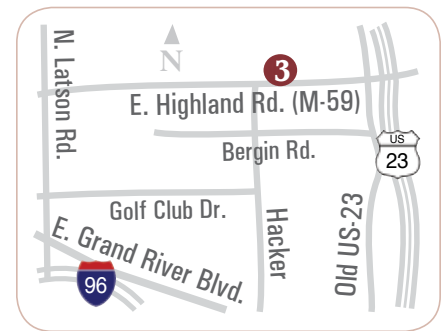 N. Latson Rd.
N
3
E. Highland Rd. (M-59)
Bergin Rd.
US
23
Golf Club Dr.
E. Grand River Blvd.
96
Hacker
Old US-23